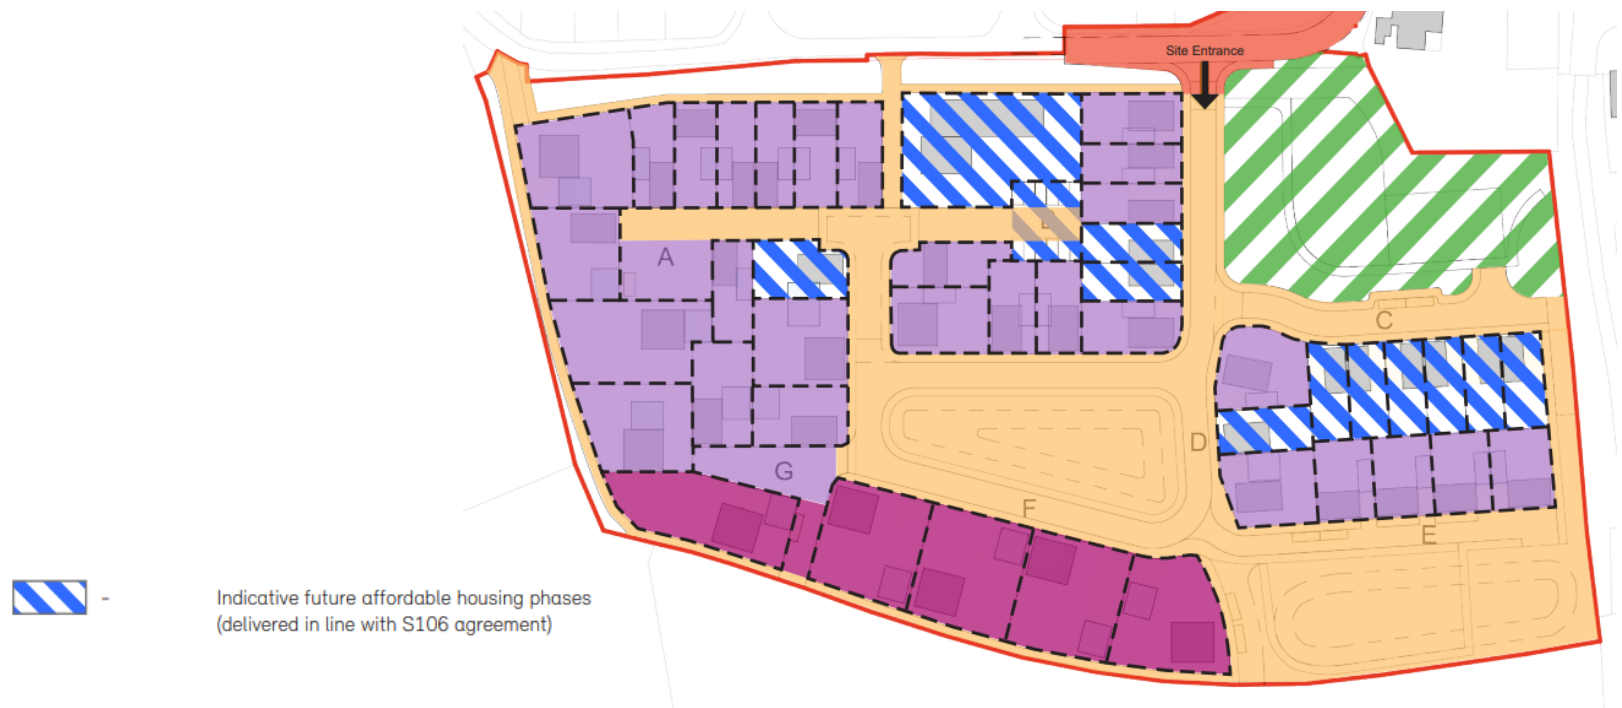 Site Entrance
A
C
D
G
F
E
- Indicative future affordable housing phases
(delivered in line with S106 agreement)